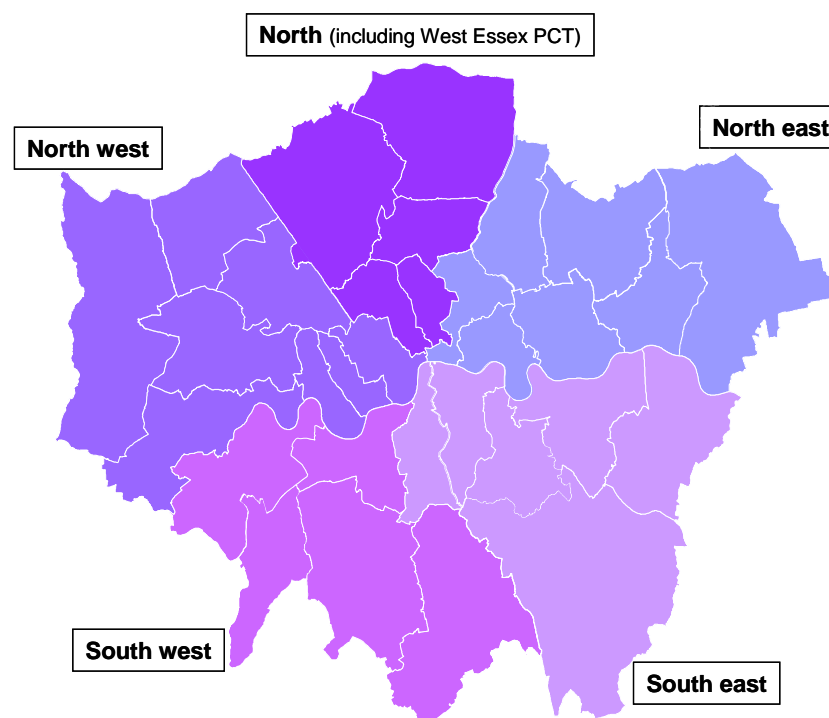 North (including West Essex PCT)
North east
North west
South west
South east